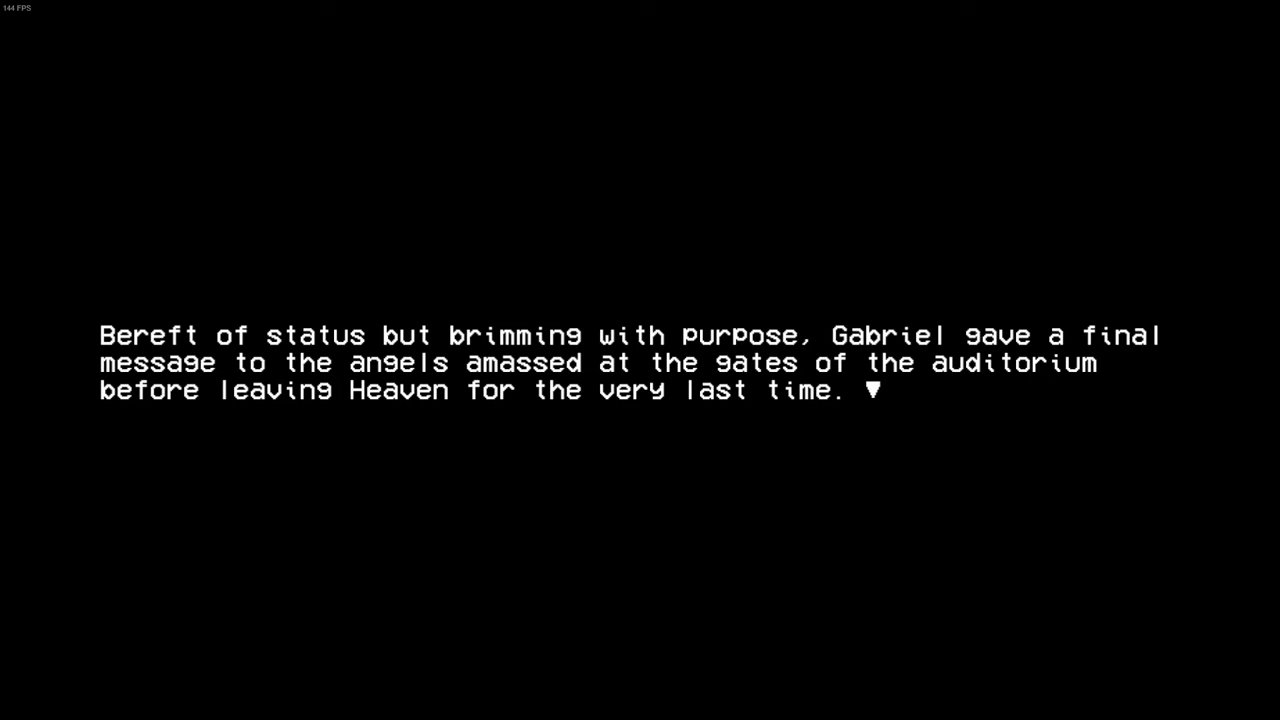 144 FPS
Bereft of status but brimming with purpose, Gabriel gave a final
message to the angels amassed at the gates of the auditorium
before leaving Heaven for the very last time. ▼